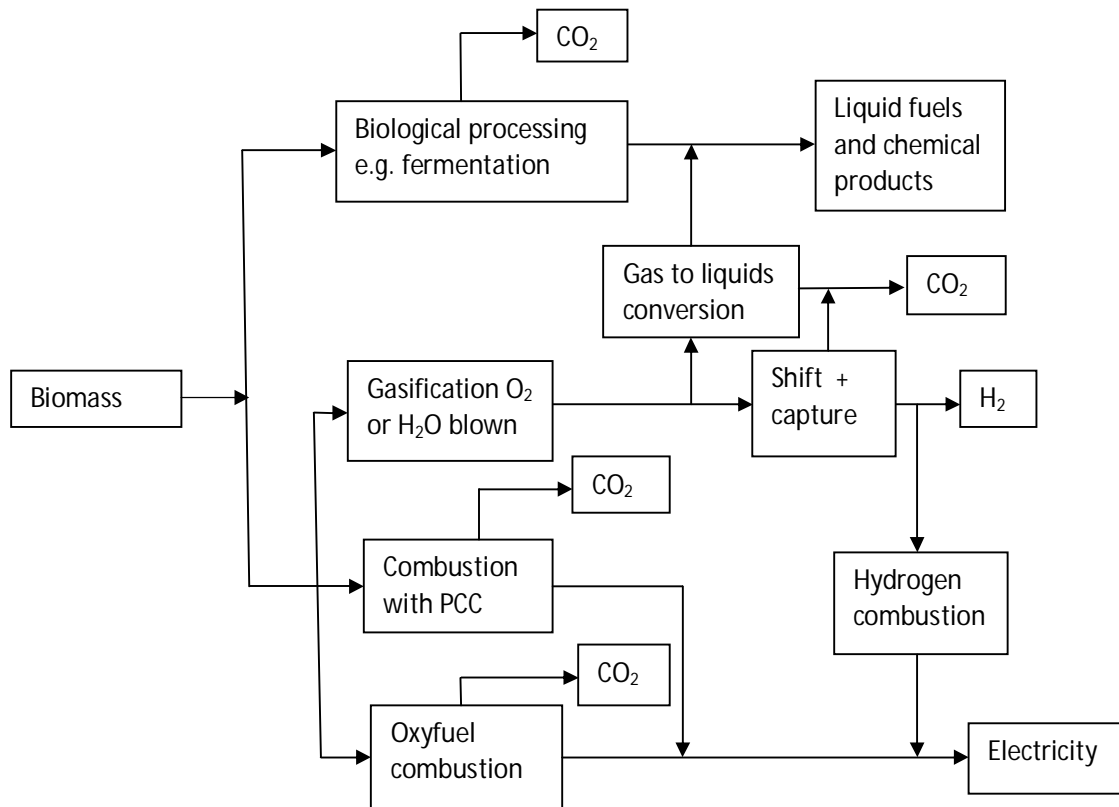 CO₂
Biological processing
e.g. fermentation
Liquid fuels
and chemical
products
Gas to liquids
conversion
CO₂
Biomass
Gasification O₂
or H₂O blown
Shift +
capture
H₂
CO₂
Combustion
with PCC
Hydrogen
combustion
CO₂
Oxyfuel
combustion
Electricity